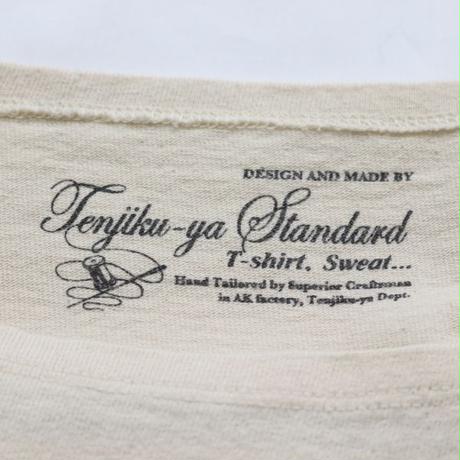 DESIGN AND MADE BY
Tenjiku-ya Standard
T-shirt, Sweat...
Hand Tailored by Superior Craftsman
in AK factory, Tenjiku-ya Dept.